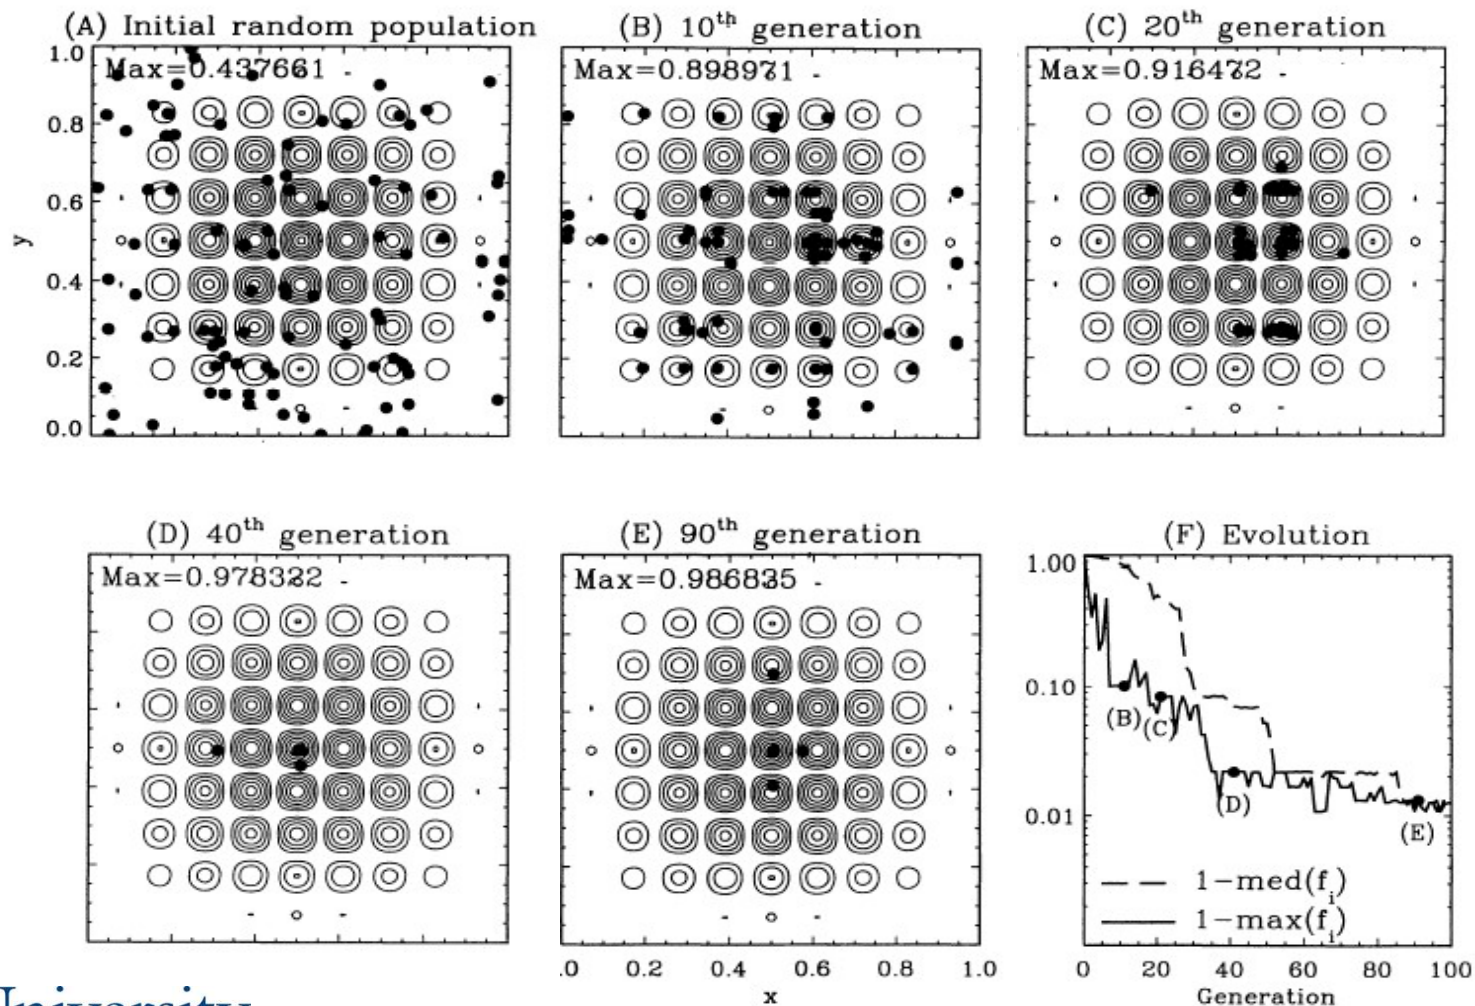 (A) Initial random population
Max=0.437661
1.0
0.8
0.6
0.4
0.2
0.0
y
(B) 10th generation
Max=0.898971
(C) 20th generation
Max=0.916472
(D) 40th generation
Max=0.978322
(E) 90th generation
Max=0.986835
.0 0.2 0.4 0.6 0.8 1.0
x
(F) Evolution
1.00
0.10
0.01
(B) (C)
(D)
(E)
1-med(f_i)
1-max(f_i)
0 20 40 60 80 100
Generation
University